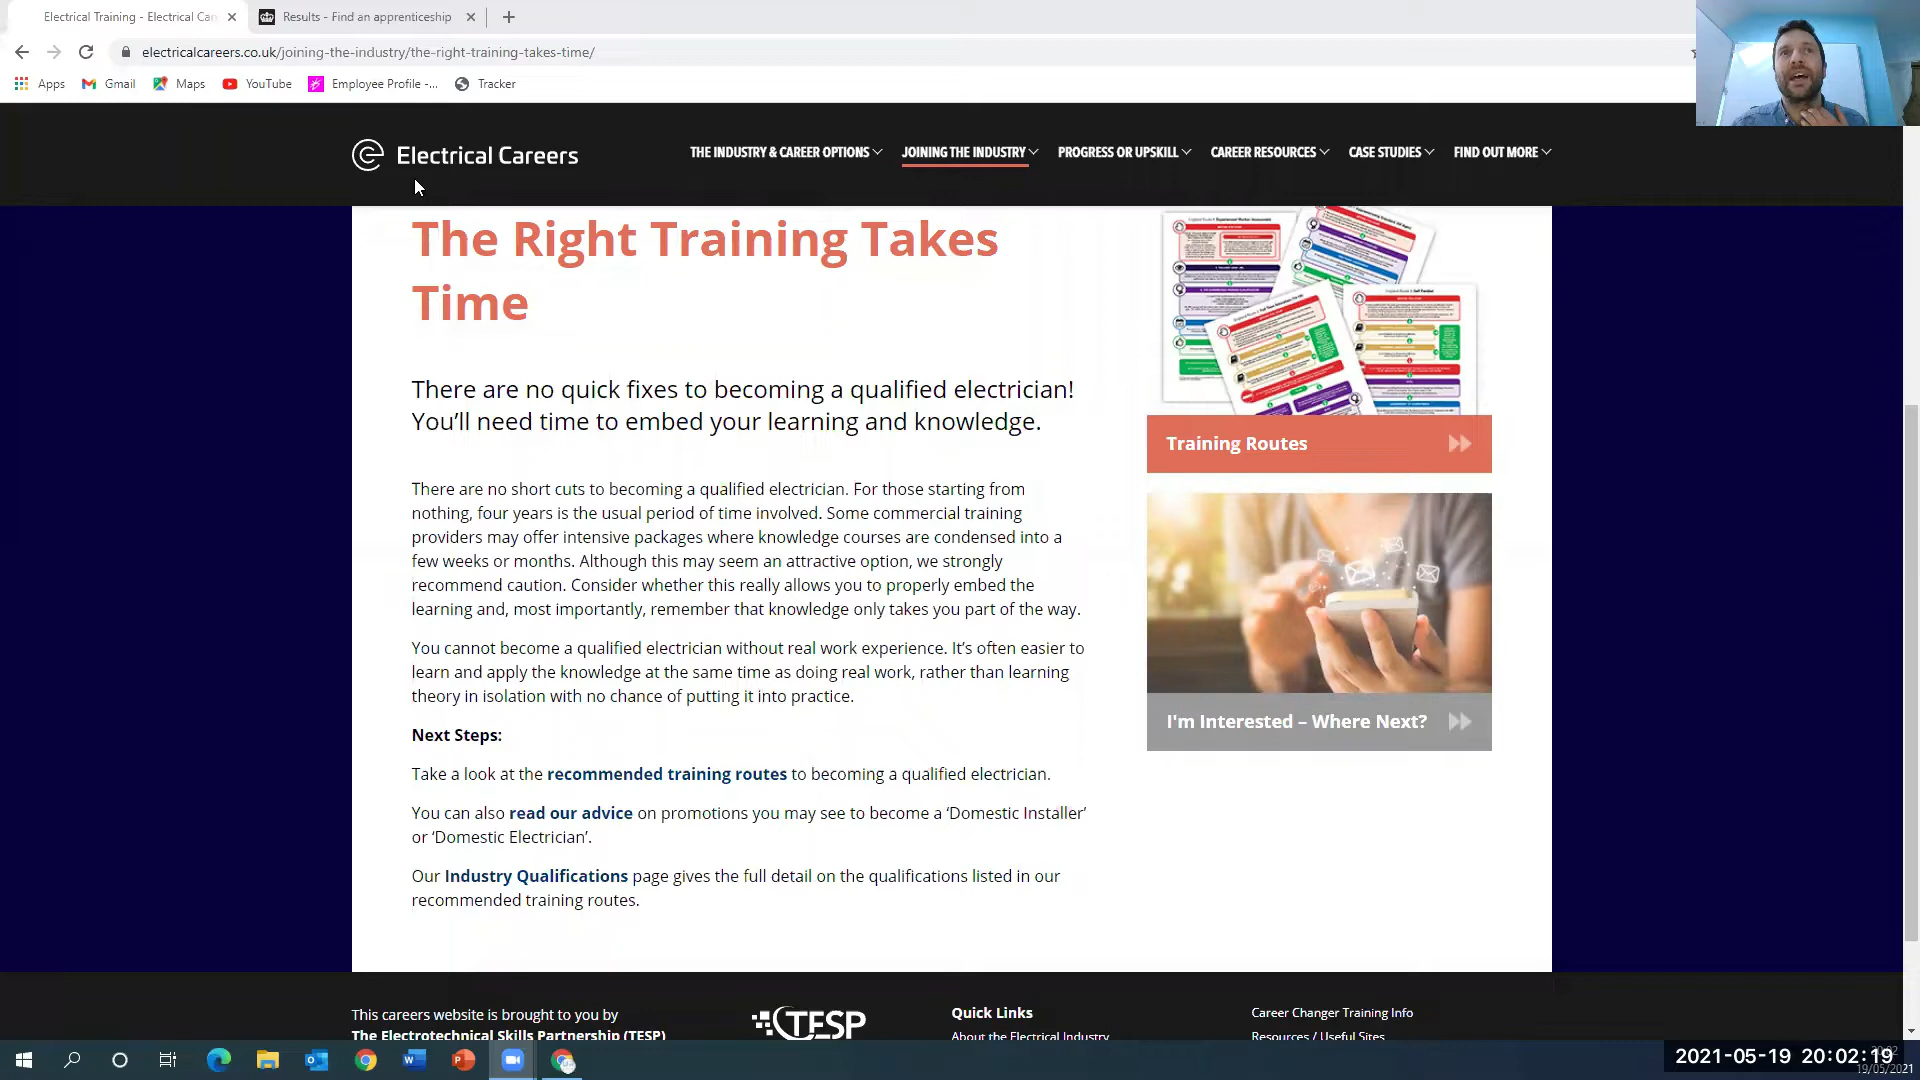 Electrical Training - Electrical Car
Results - Find an apprenticeship
electricalcareers.co.uk/joining-the-industry/the-right-training-takes-time/
Apps
Gmail
Maps
YouTube
Employee Profile -...
Tracker
Electrical Careers
THE INDUSTRY & CAREER OPTIONS
JOINING THE INDUSTRY
PROGRESS OR UPSKILL
CAREER RESOURCES
CASE STUDIES
FIND OUT MORE
The Right Training Takes
Time
There are no quick fixes to becoming a qualified electrician!
You’ll need time to embed your learning and knowledge.
There are no short cuts to becoming a qualified electrician. For those starting from
nothing, four years is the usual period of time involved. Some commercial training
providers may offer intensive packages where knowledge courses are condensed into a
few weeks or months. Although this may seem an attractive option, we strongly
recommend caution. Consider whether this really allows you to properly embed the
learning and, most importantly, remember that knowledge only takes you part of the way.
You cannot become a qualified electrician without real work experience. It’s often easier to
learn and apply the knowledge at the same time as doing real work, rather than learning
theory in isolation with no chance of putting it into practice.
Next Steps:
Take a look at the recommended training routes to becoming a qualified electrician.
You can also read our advice on promotions you may see to become a ‘Domestic Installer’
or ‘Domestic Electrician’.
Our Industry Qualifications page gives the full detail on the qualifications listed in our
recommended training routes.
Training Routes
I'm Interested – Where Next?
This careers website is brought to you by
The Electrotechnical Skills Partnership (TESP)
TESP
Quick Links
About the Electrical Industry
Career Changer Training Info
Resources / Useful Sites
2021-05-19 20:02:19
19/05/2021